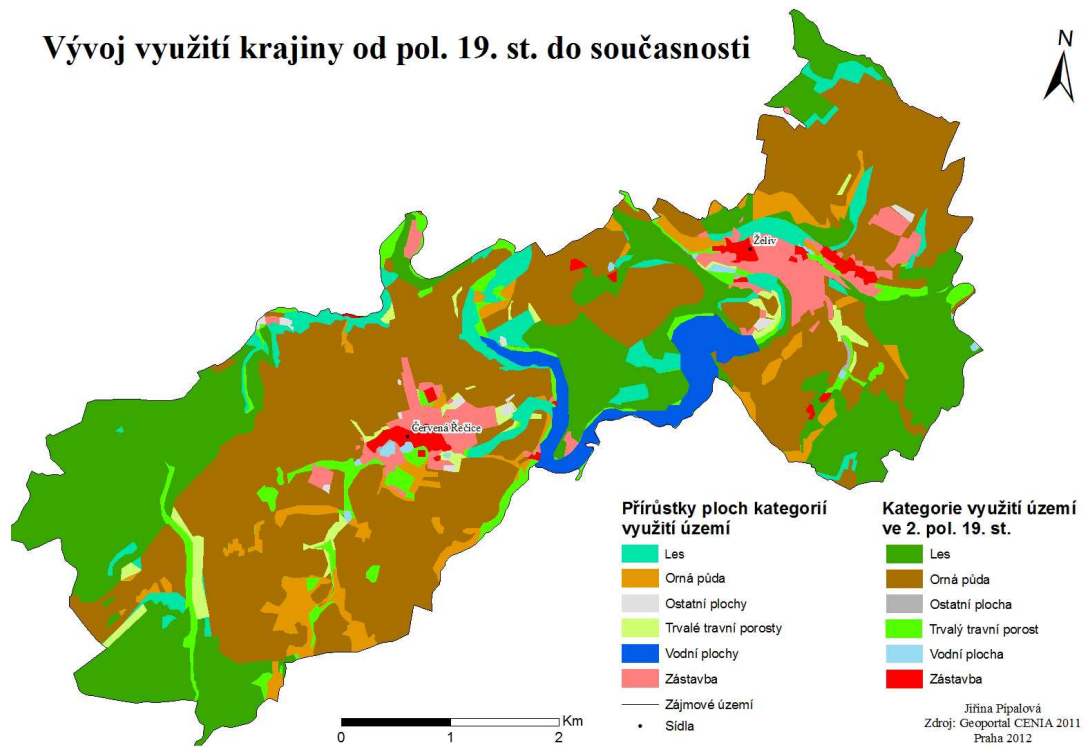 Vývoj využití krajiny od pol. 19. st. do současnosti
N
Želiv
Červená Řečice
Přírůstky ploch kategorií
využití území
Les
Orná půda
Ostatní plochy
Trvalé travní porosty
Vodní plochy
Zástavba
Zájmové území
Sídla
Kategorie využití území
ve 2. pol. 19. st.
Les
Orná půda
Ostatní plocha
Trvalý travní porost
Vodní plocha
Zástavba
Km
0 1 2
Jiřina Pípalová
Zdroj: Geoportal CENIA 2011
Praha 2012